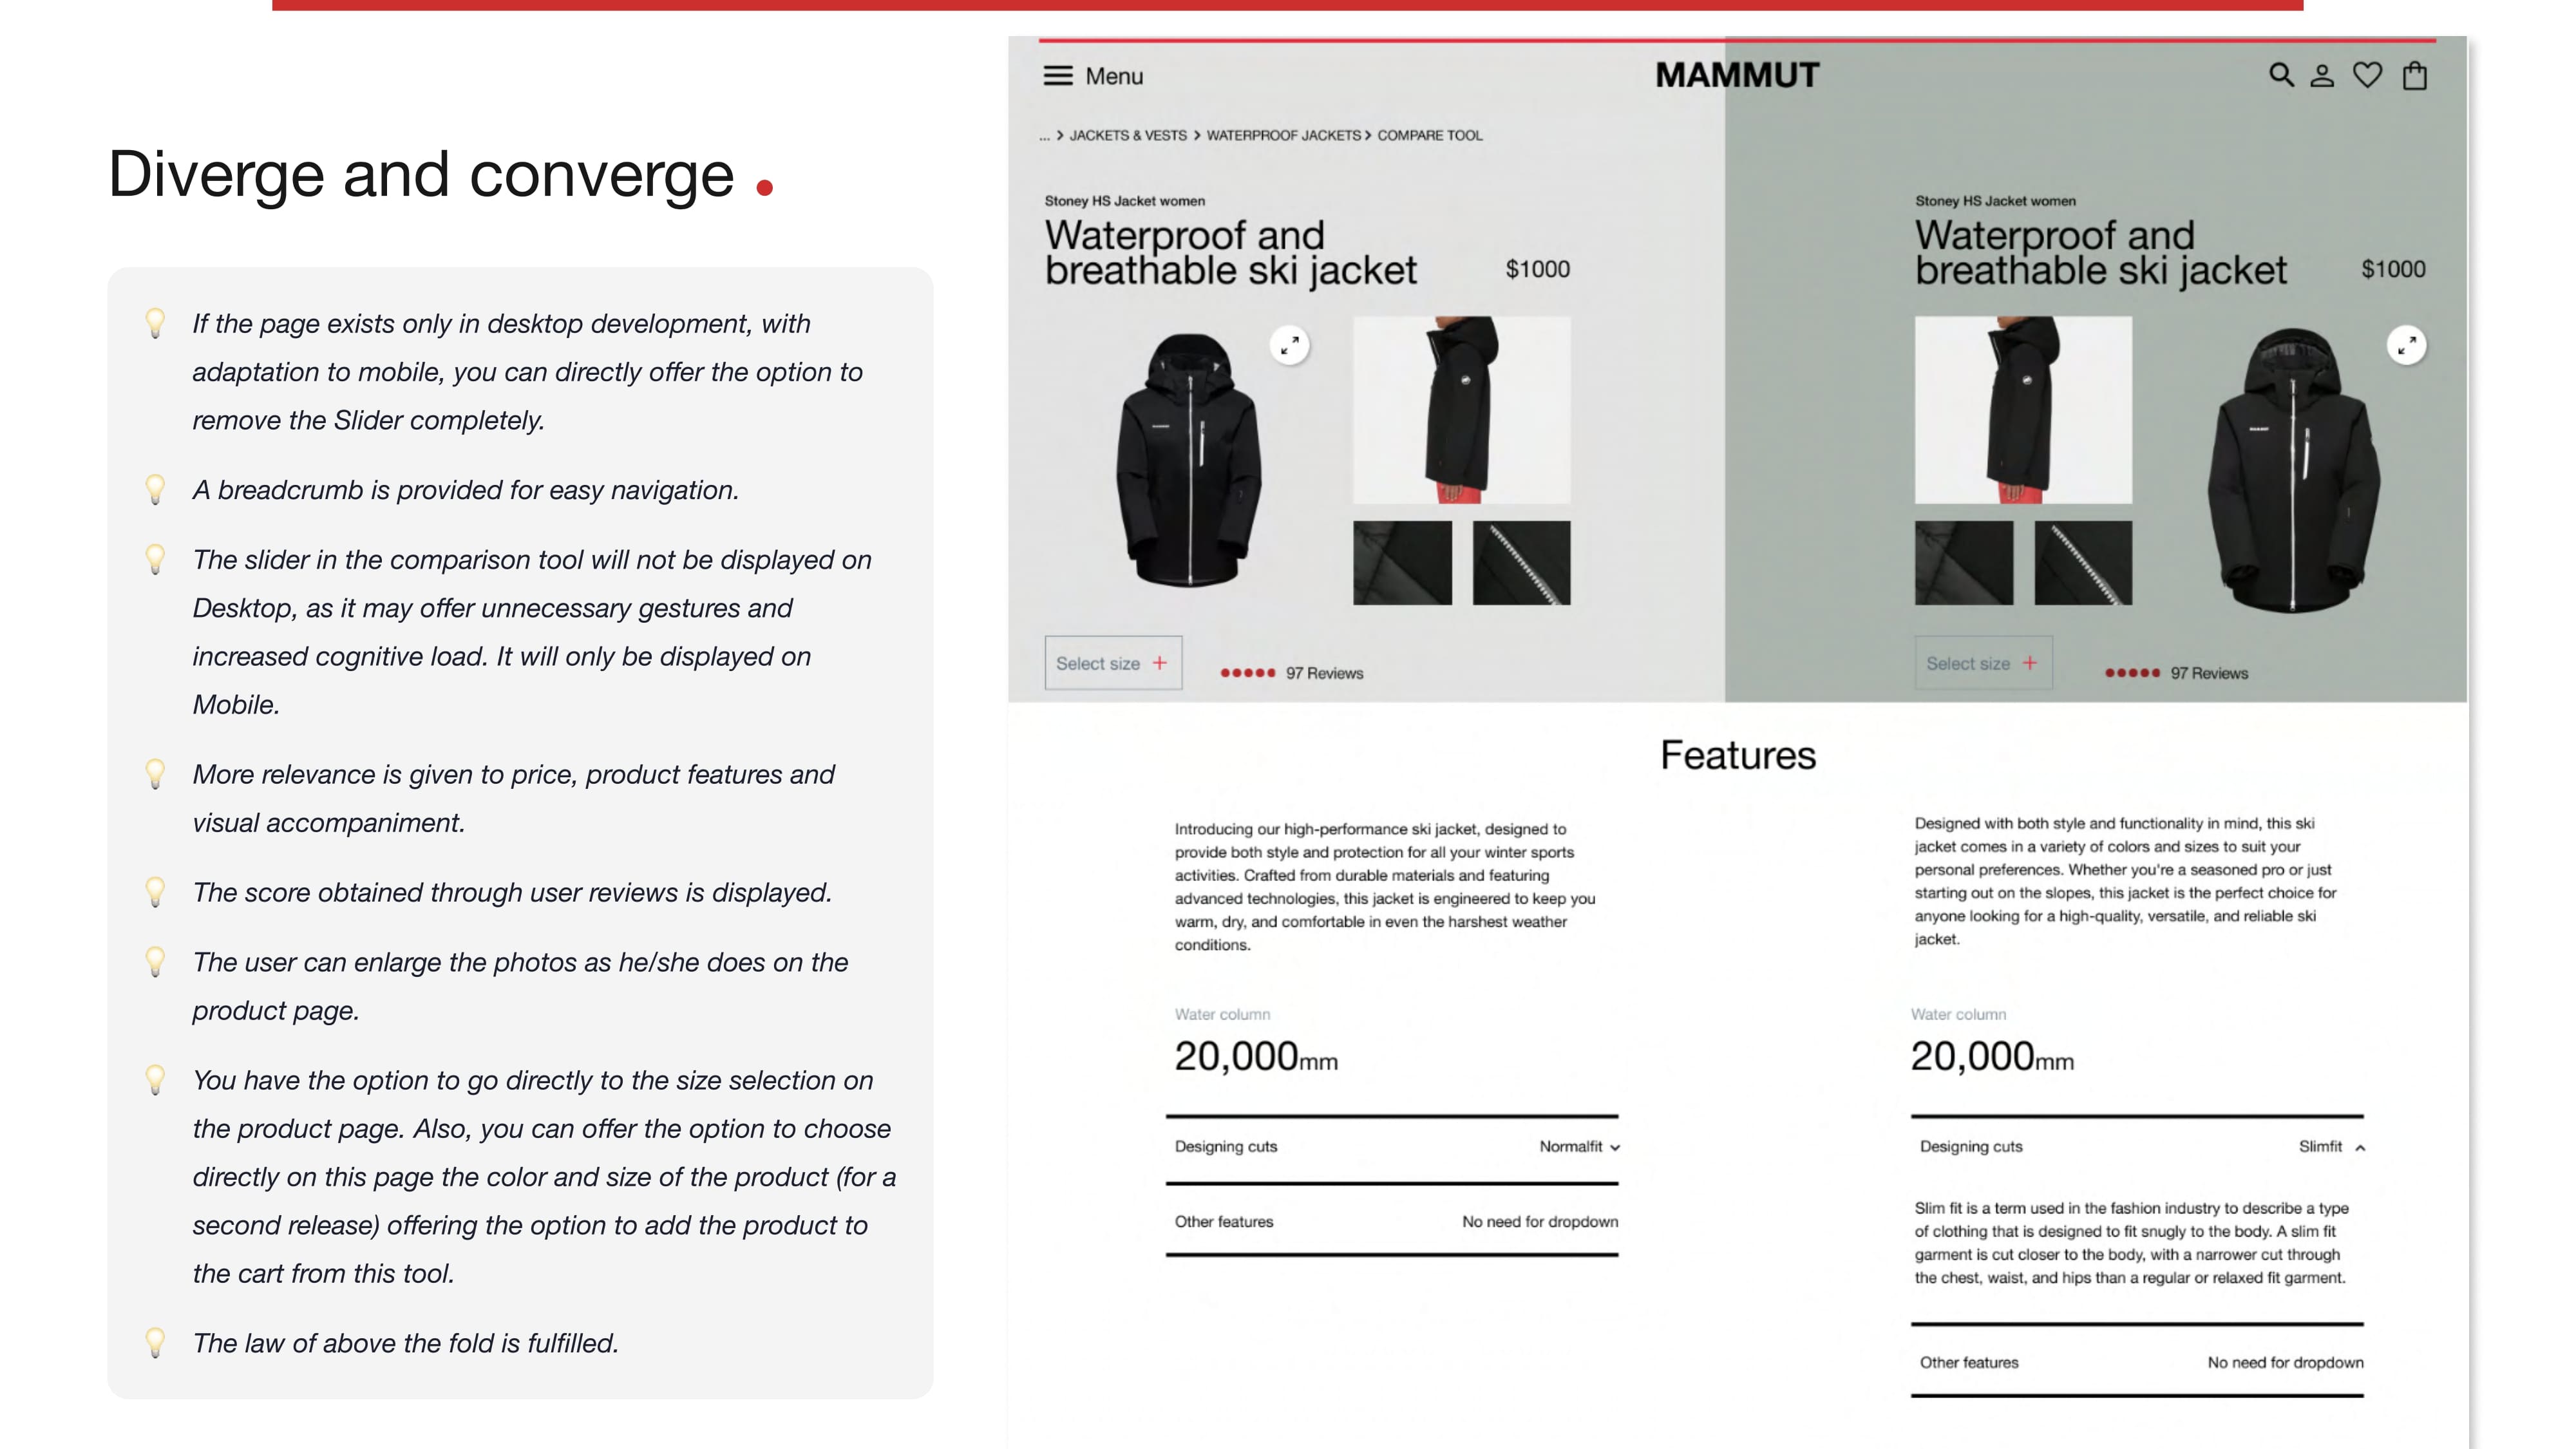 Diverge and converge
If the page exists only in desktop development, with
adaptation to mobile, you can directly offer the option to
remove the Slider completely.
A breadcrumb is provided for easy navigation.
The slider in the comparison tool will not be displayed on
Desktop, as it may offer unnecessary gestures and
increased cognitive load. It will only be displayed on
Mobile.
More relevance is given to price, product features and
visual accompaniment.
The score obtained through user reviews is displayed.
The user can enlarge the photos as he/she does on the
product page.
You have the option to go directly to the size selection on
the product page. Also, you can offer the option to choose
directly on this page the color and size of the product (for a
second release) offering the option to add the product to
the cart from this tool.
The law of above the fold is fulfilled.
Menu
MAMMUT
... > JACKETS & VESTS > WATERPROOF JACKETS > COMPARE TOOL
Stoney HS Jacket women
Waterproof and
breathable ski jacket
$1000
MAMMUT
Select size +
97 Reviews
Stoney HS Jacket women
Waterproof and
breathable ski jacket
$1000
MAMMUT
Select size +
97 Reviews
Features
Introducing our high-performance ski jacket, designed to
provide both style and protection for all your winter sports
activities. Crafted from durable materials and featuring
advanced technologies, this jacket is engineered to keep you
warm, dry, and comfortable in even the harshest weather
conditions.
Water column
20,000mm
Designing cuts Normalfit
Other features No need for dropdown
Designed with both style and functionality in mind, this ski
jacket comes in a variety of colors and sizes to suit your
personal preferences. Whether you're a seasoned pro or just
starting out on the slopes, this jacket is the perfect choice for
anyone looking for a high-quality, versatile, and reliable ski
jacket.
Water column
20,000mm
Designing cuts Slimfit
Slim fit is a term used in the fashion industry to describe a type
of clothing that is designed to fit snugly to the body. A slim fit
garment is cut closer to the body, with a narrower cut through
the chest, waist, and hips than a regular or relaxed fit garment.
Other features No need for dropdown